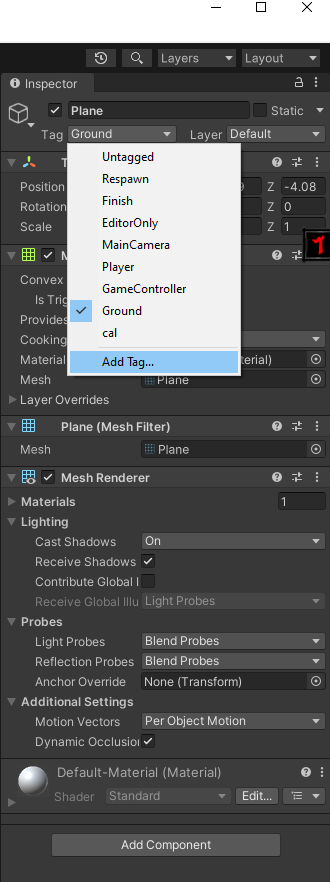 Layers Layout
Inspector
Plane Static
Tag Ground Layer Default
Untagged
Respawn
Finish
EditorOnly
MainCamera
Player
GameController
Ground
cal
Add Tag...
T
Position 9 Z -4.08
Rotation Z 0
Scale Z 1
M
Convex
Is Trig
Provides
Cooking
Material erial)
Mesh Plane
Layer Overrides
Plane (Mesh Filter)
Mesh Plane
Mesh Renderer
Materials 1
Lighting
Cast Shadows On
Receive Shadows
Contribute Global I
Receive Global Illu Light Probes
Probes
Light Probes Blend Probes
Reflection Probes Blend Probes
Anchor Override None (Transform)
Additional Settings
Motion Vectors Per Object Motion
Dynamic Occlusion
Default-Material (Material)
Shader Standard Edit...
Add Component